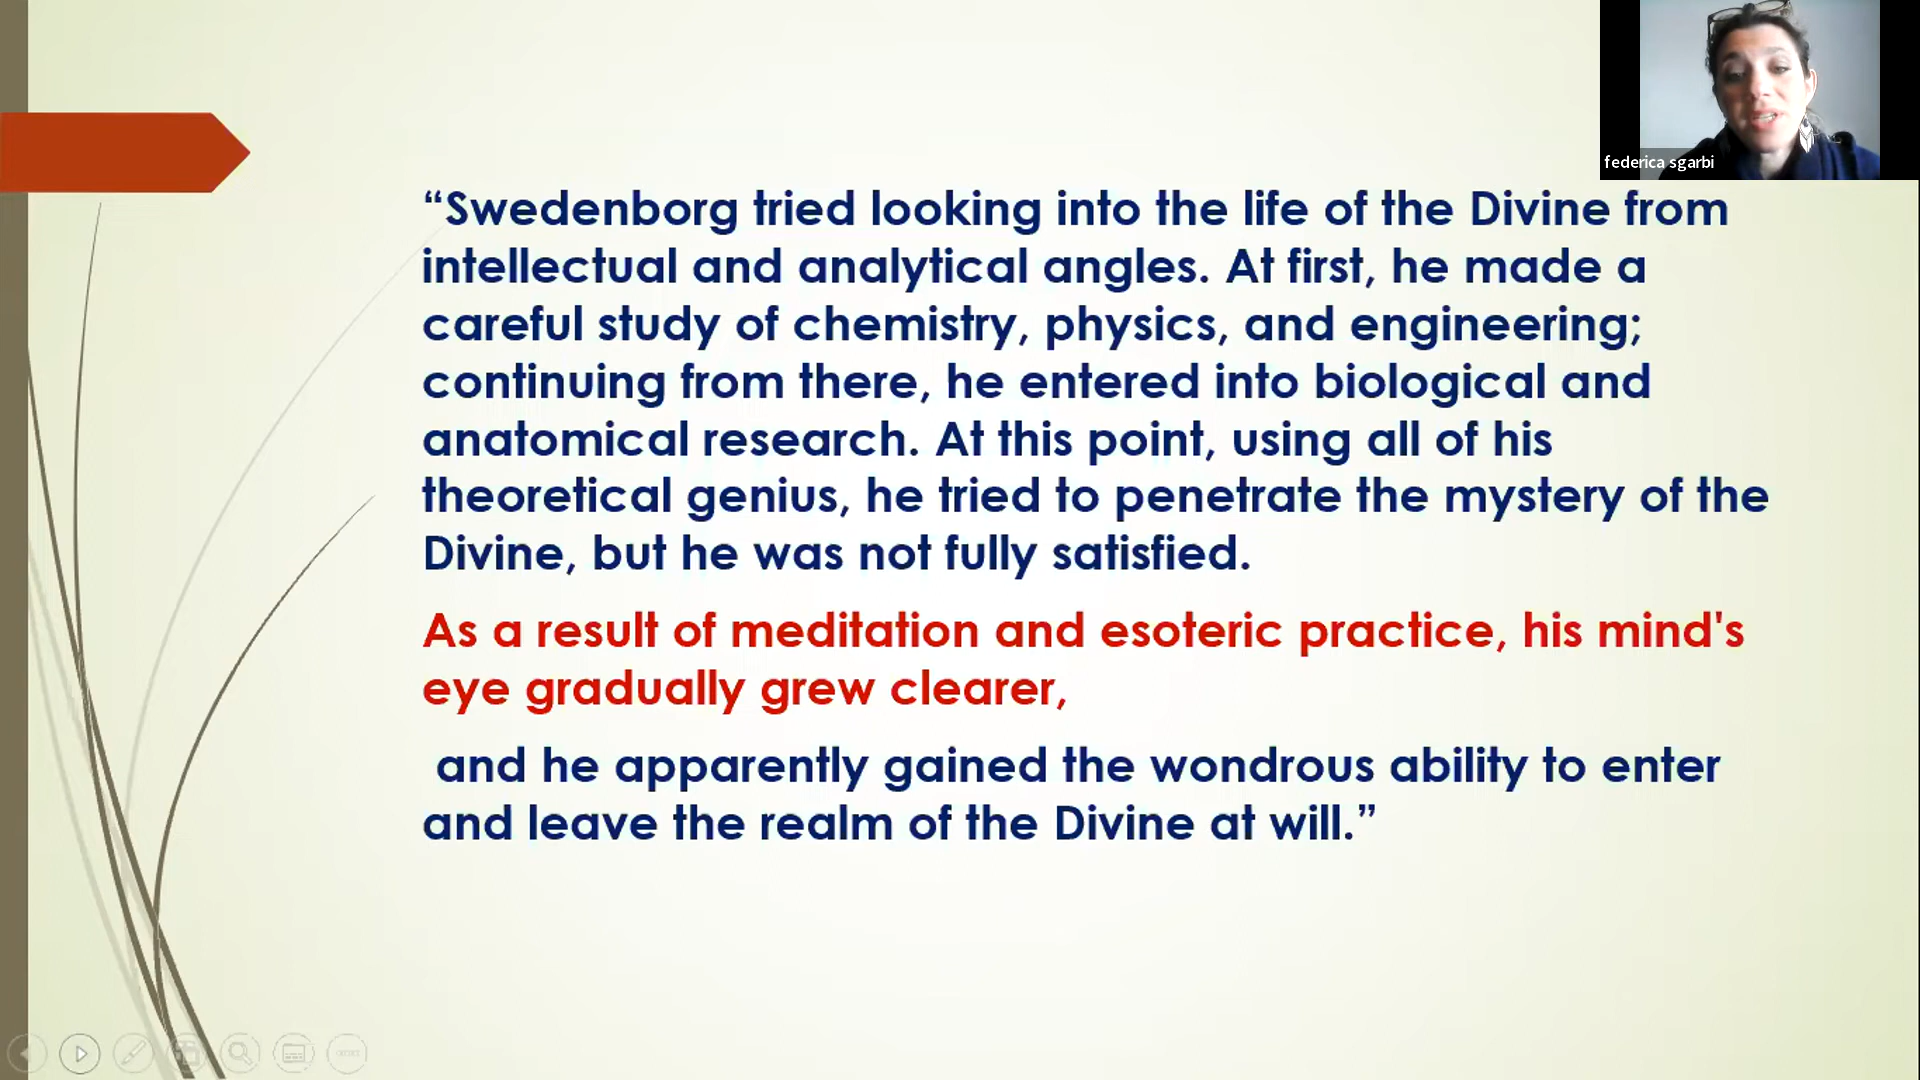 federica sgarbi
“Swedenborg tried looking into the life of the Divine from
intellectual and analytical angles. At first, he made a
careful study of chemistry, physics, and engineering;
continuing from there, he entered into biological and
anatomical research. At this point, using all of his
theoretical genius, he tried to penetrate the mystery of the
Divine, but he was not fully satisfied.
As a result of meditation and esoteric practice, his mind's
eye gradually grew clearer,
and he apparently gained the wondrous ability to enter
and leave the realm of the Divine at will.”